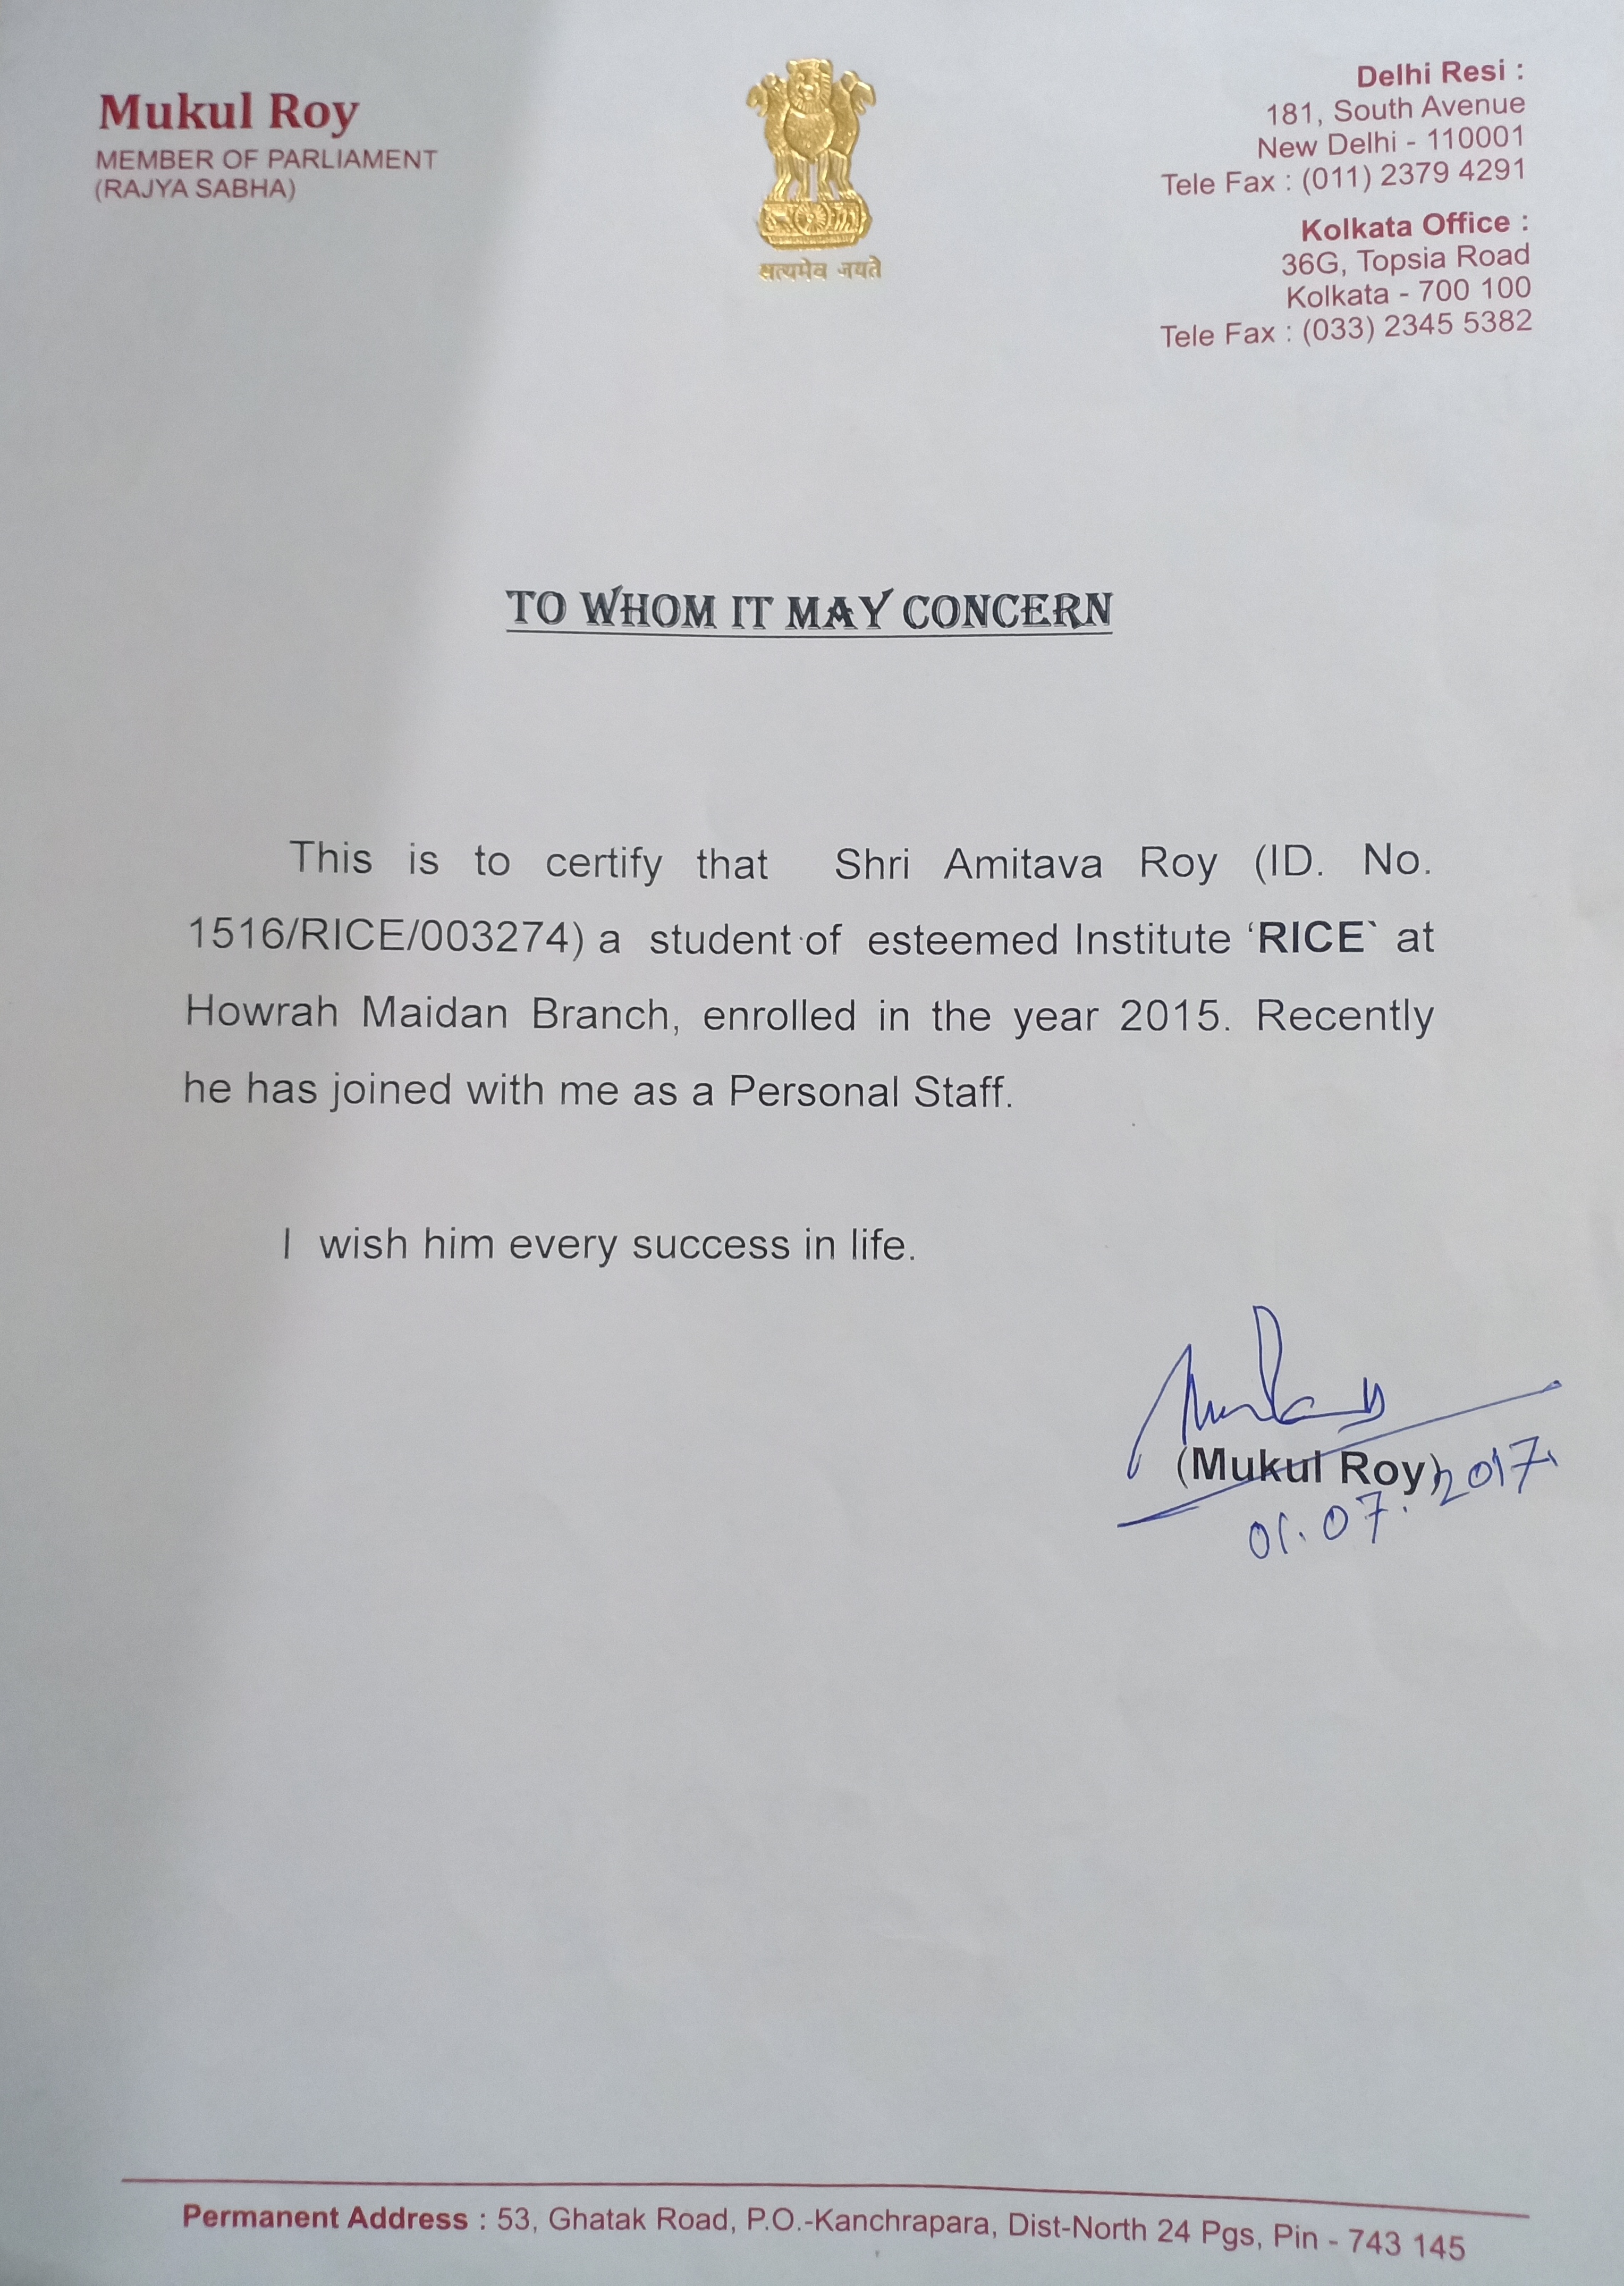 Mukul Roy
MEMBER OF PARLIAMENT
(RAJYA SABHA)
सत्यमेव जयते
Delhi Resi :
181, South Avenue
New Delhi - 110001
Tele Fax : (011) 2379 4291
Kolkata Office :
36G, Topsia Road
Kolkata - 700 100
Tele Fax : (033) 2345 5382
TO WHOM IT MAY CONCERN
This is to certify that Shri Amitava Roy (ID. No.
1516/RICE/003274) a student of esteemed Institute ‘RICE` at
Howrah Maidan Branch, enrolled in the year 2015. Recently
he has joined with me as a Personal Staff.
I wish him every success in life.
(Mukul Roy)
01.07.2017
Permanent Address : 53, Ghatak Road, P.O.-Kanchrapara, Dist-North 24 Pgs, Pin - 743 145